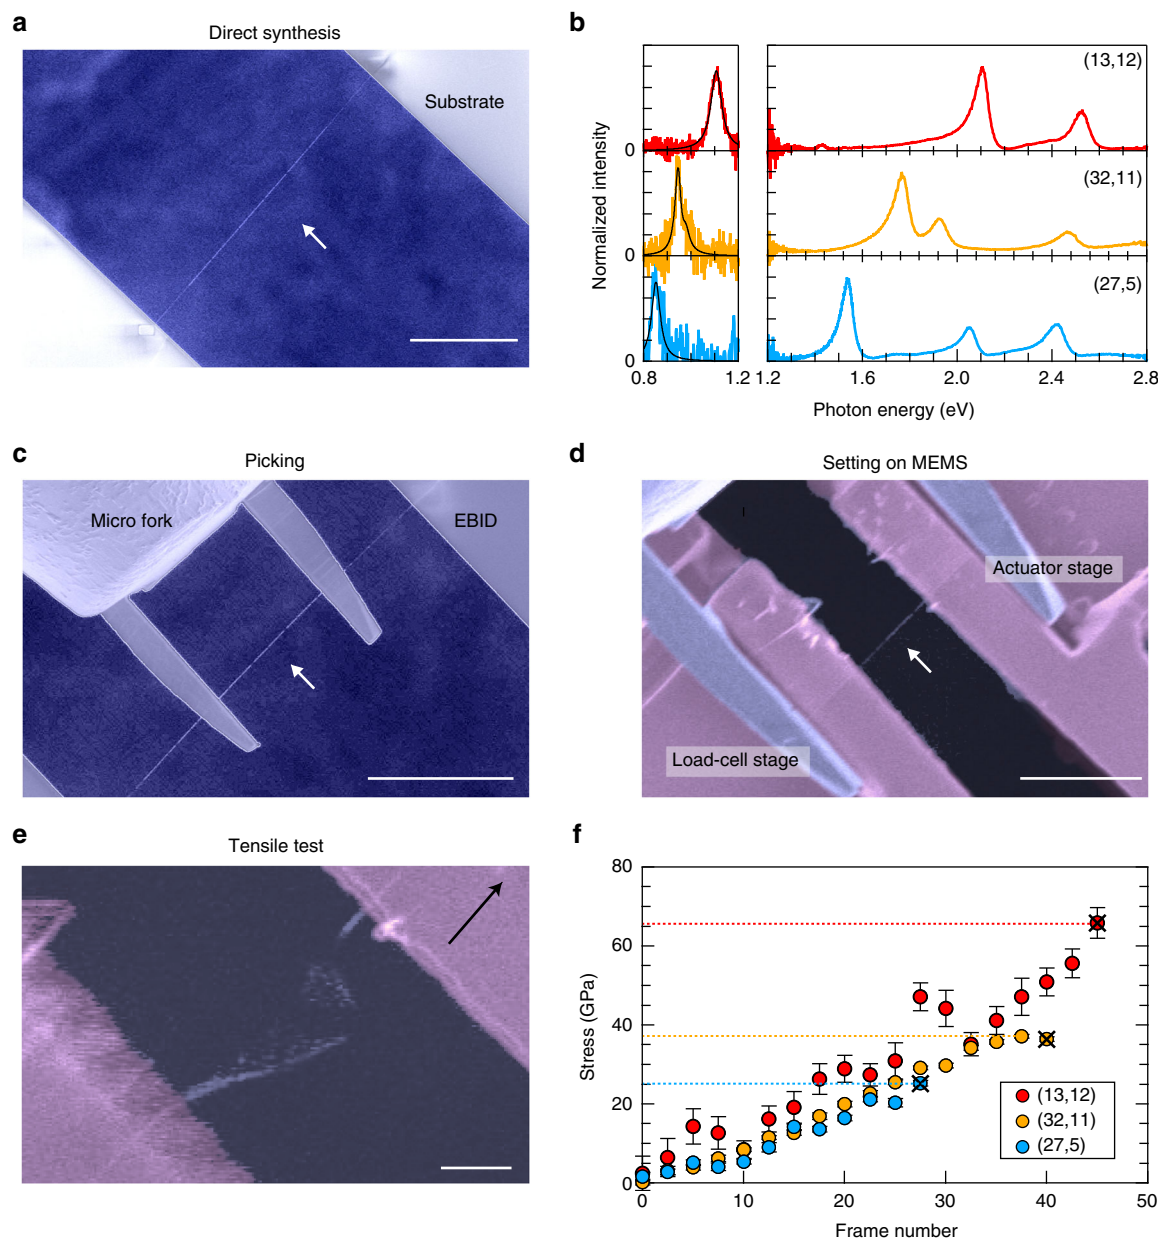 a
Direct synthesis
Substrate
b
Normalized intensity
(13,12)
0
(32,11)
0
(27,5)
0
0.8
1.2
1.2
1.6
2.0
2.4
2.8
Photon energy (eV)
c
Picking
Micro fork
EBID
d
Setting on MEMS
Actuator stage
Load-cell stage
e
Tensile test
f
80
60
40
20
0
Stress (GPa)
(13,12)
(32,11)
(27,5)
0
10
20
30
40
50
Frame number